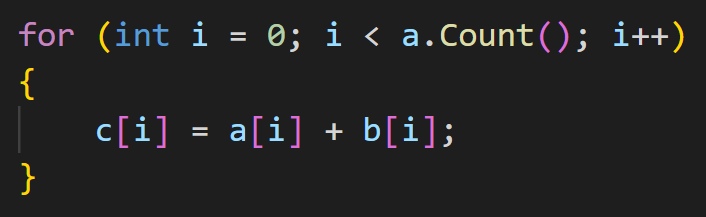 for (int i = 0; i < a.Count(); i++)
{
    c[i] = a[i] + b[i];
}